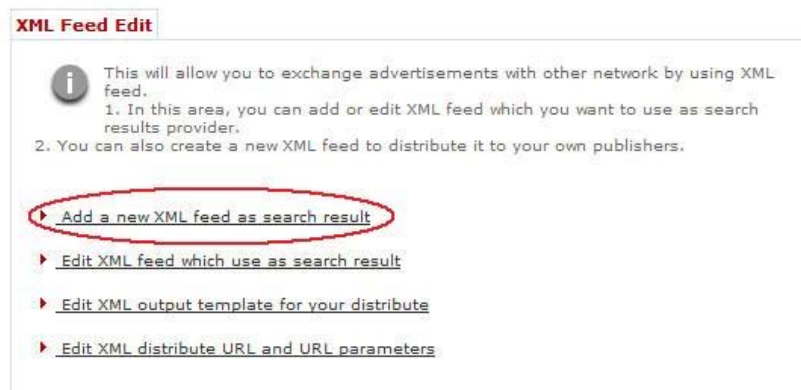 XML Feed Edit
This will allow you to exchange advertisements with other network by using XML
feed.
1. In this area, you can add or edit XML feed which you want to use as search
results provider.
2. You can also create a new XML feed to distribute it to your own publishers.
Add a new XML feed as search result
Edit XML feed which use as search result
Edit XML output template for your distribute
Edit XML distribute URL and URL parameters